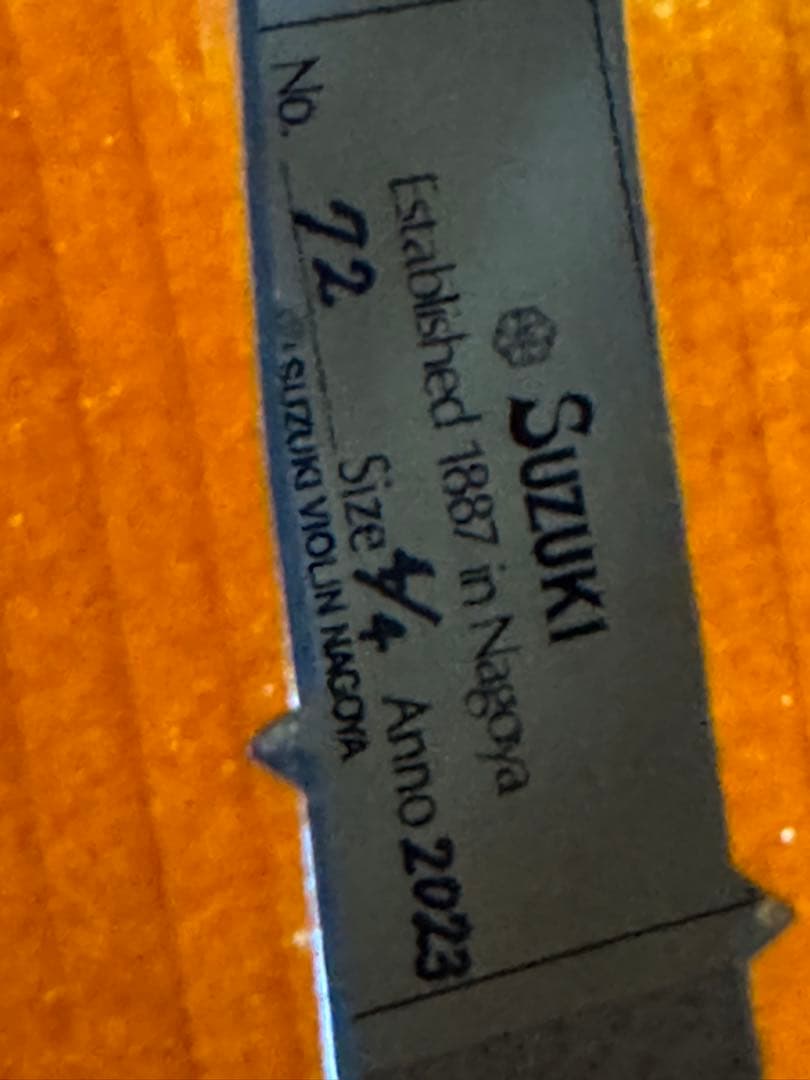 SUZUKI
Established 1887 in Nagoya
No. 72 Size 4/4 Anno 2023
SUZUKI VIOLIN NAGOYA